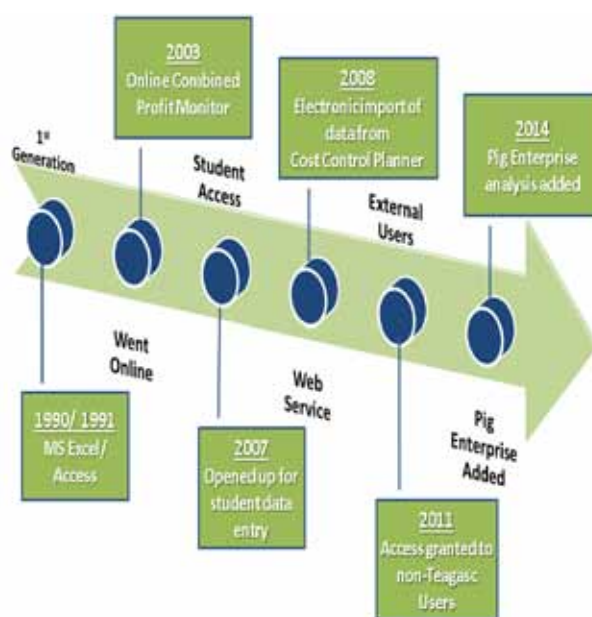 2003
Online Combined
Profit Monitor
2008
Electronic import of
data from
Cost Control Planner
2014
Pig Enterprise
analysis added
1st
Generation
Student
Access
External
Users
Went
Online
Web
Service
Pig
Enterprise
Added
1990/ 1991
MS Excel/
Access
2007
Opened up for
student data
entry
2011
Access granted to
non-Teagasc
Users